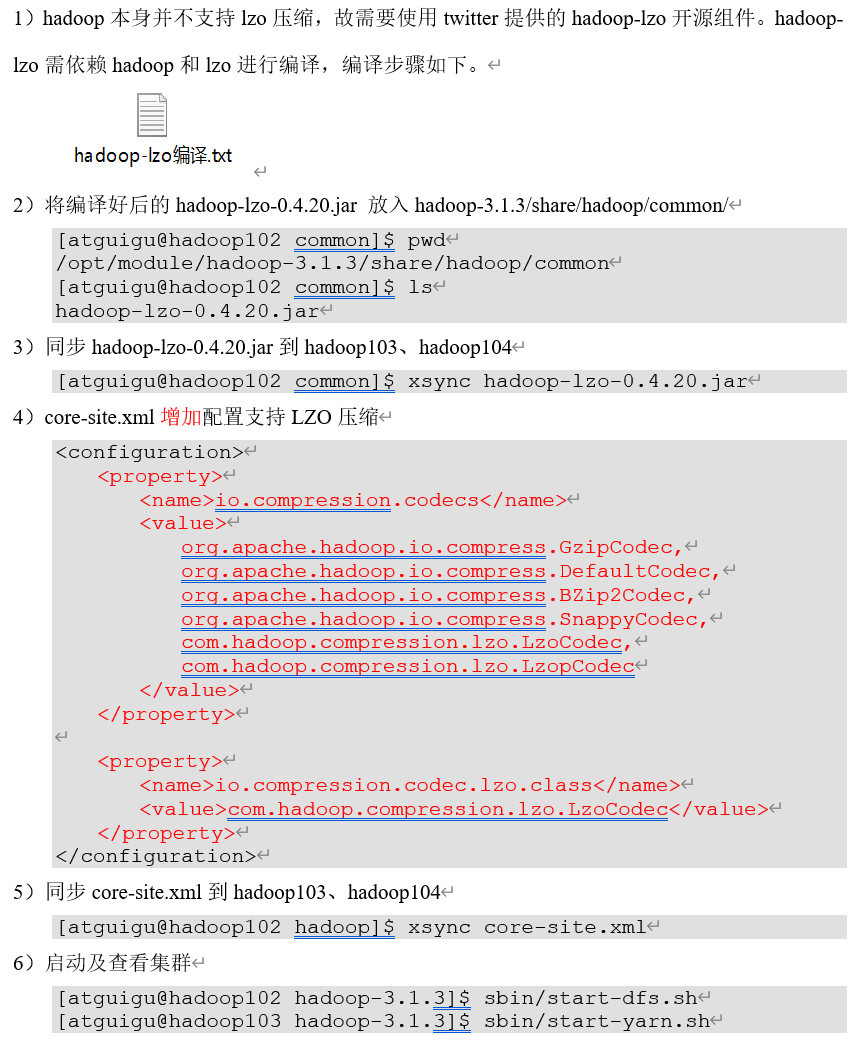 1）hadoop 本身并不支持 lzo 压缩，故需要使用 twitter 提供的 hadoop-lzo 开源组件。hadoop-
lzo 需依赖 hadoop 和 lzo 进行编译，编译步骤如下。
hadoop-lzo编译.txt
2）将编译好后的 hadoop-lzo-0.4.20.jar 放入 hadoop-3.1.3/share/hadoop/common/
[atguigu@hadoop102 common]$ pwd
/opt/module/hadoop-3.1.3/share/hadoop/common
[atguigu@hadoop102 common]$ ls
hadoop-lzo-0.4.20.jar
3）同步 hadoop-lzo-0.4.20.jar 到 hadoop103、hadoop104
[atguigu@hadoop102 common]$ xsync hadoop-lzo-0.4.20.jar
4）core-site.xml 增加配置支持 LZO 压缩
<configuration>
    <property>
        <name>io.compression.codecs</name>
        <value>
            org.apache.hadoop.io.compress.GzipCodec,
            org.apache.hadoop.io.compress.DefaultCodec,
            org.apache.hadoop.io.compress.BZip2Codec,
            org.apache.hadoop.io.compress.SnappyCodec,
            com.hadoop.compression.lzo.LzoCodec,
            com.hadoop.compression.lzo.LzopCodec
        </value>
    </property>

    <property>
        <name>io.compression.codec.lzo.class</name>
        <value>com.hadoop.compression.lzo.LzoCodec</value>
    </property>
</configuration>
5）同步 core-site.xml 到 hadoop103、hadoop104
[atguigu@hadoop102 hadoop]$ xsync core-site.xml
6）启动及查看集群
[atguigu@hadoop102 hadoop-3.1.3]$ sbin/start-dfs.sh
[atguigu@hadoop103 hadoop-3.1.3]$ sbin/start-yarn.sh